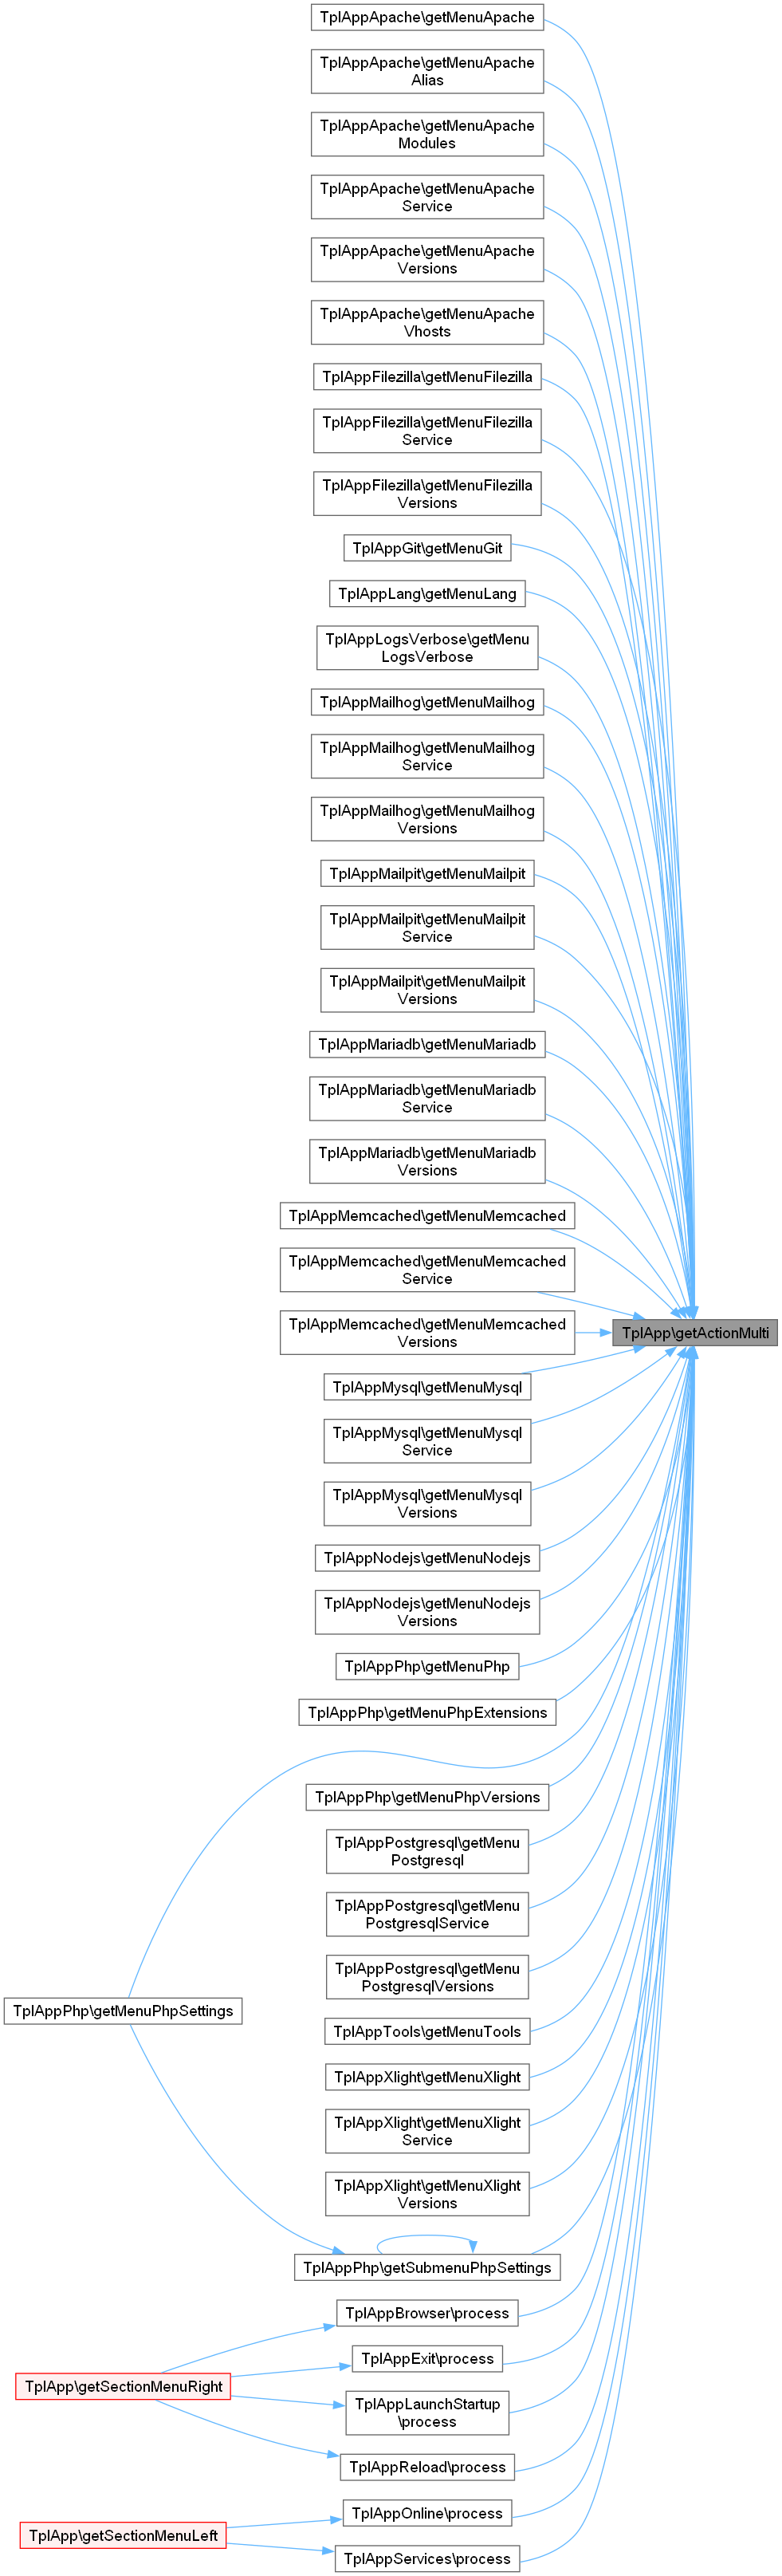 TplAppApache\getMenuApache
TplAppApache\getMenuApache
Alias
TplAppApache\getMenuApache
Modules
TplAppApache\getMenuApache
Service
TplAppApache\getMenuApache
Versions
TplAppApache\getMenuApache
Vhosts
TplAppFilezilla\getMenuFilezilla
TplAppFilezilla\getMenuFilezilla
Service
TplAppFilezilla\getMenuFilezilla
Versions
TplAppGit\getMenuGit
TplAppLang\getMenuLang
TplAppLogsVerbose\getMenu
LogsVerbose
TplAppMailhog\getMenuMailhog
TplAppMailhog\getMenuMailhog
Service
TplAppMailhog\getMenuMailhog
Versions
TplAppMailpit\getMenuMailpit
TplAppMailpit\getMenuMailpit
Service
TplAppMailpit\getMenuMailpit
Versions
TplAppMariadb\getMenuMariadb
TplAppMariadb\getMenuMariadb
Service
TplAppMariadb\getMenuMariadb
Versions
TplAppMemcached\getMenuMemcached
TplAppMemcached\getMenuMemcached
Service
TplAppMemcached\getMenuMemcached
Versions
TplApp\getActionMulti
TplAppMysql\getMenuMysql
TplAppMysql\getMenuMysql
Service
TplAppMysql\getMenuMysql
Versions
TplAppNodejs\getMenuNodejs
TplAppNodejs\getMenuNodejs
Versions
TplAppPhp\getMenuPhp
TplAppPhp\getMenuPhpExtensions
TplAppPhp\getMenuPhpVersions
TplAppPostgresql\getMenu
Postgresql
TplAppPostgresql\getMenu
PostgresqlService
TplAppPostgresql\getMenu
PostgresqlVersions
TplAppPhp\getMenuPhpSettings
TplAppTools\getMenuTools
TplAppXlight\getMenuXlight
TplAppXlight\getMenuXlight
Service
TplAppXlight\getMenuXlight
Versions
TplAppPhp\getSubmenuPhpSettings
TplAppBrowser\process
TplAppExit\process
TplApp\getSectionMenuRight
TplAppLaunchStartup
\process
TplAppReload\process
TplAppOnline\process
TplApp\getSectionMenuLeft
TplAppServices\process